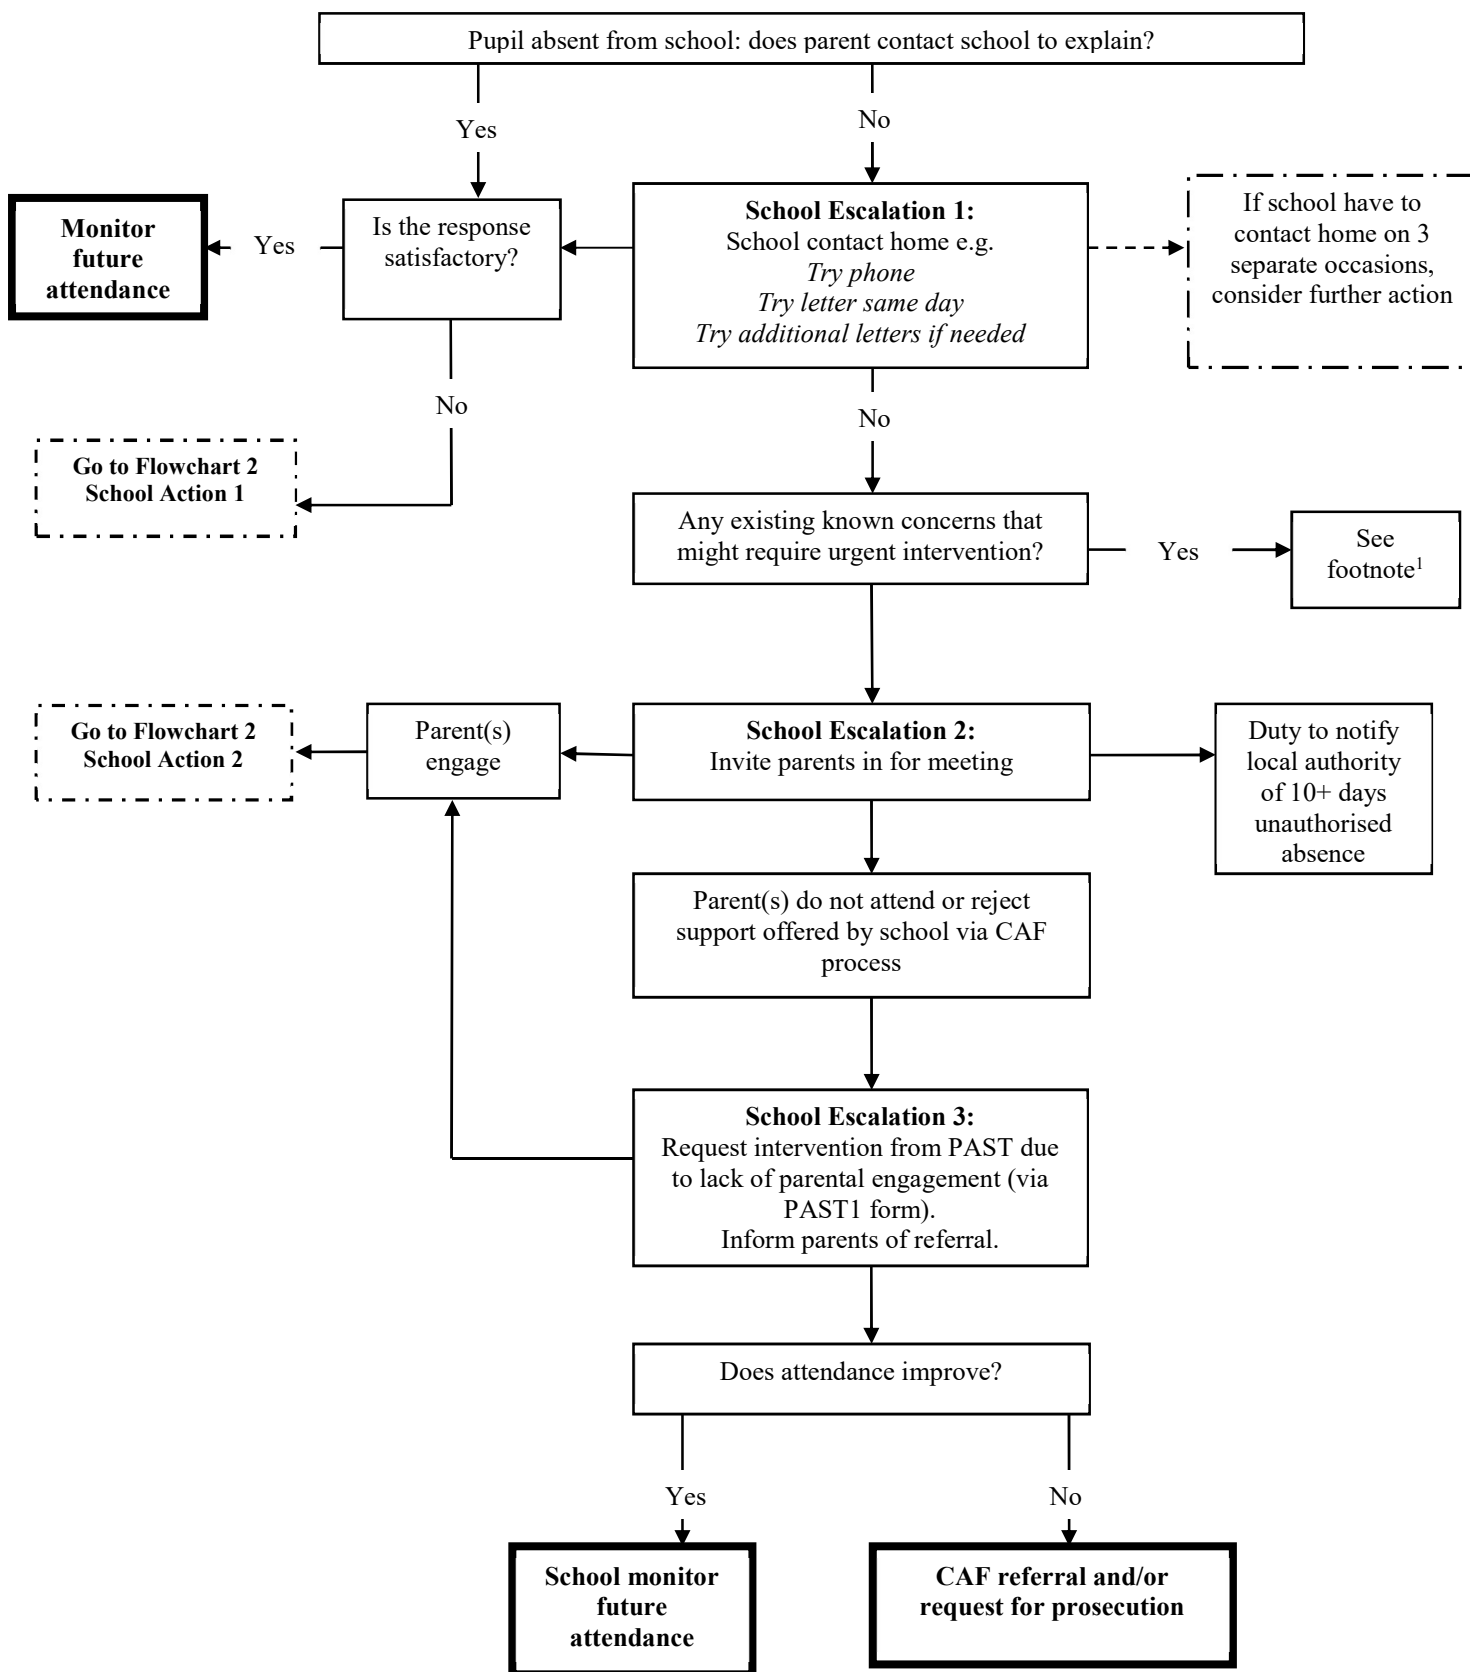 Pupil absent from school: does parent contact school to explain?
Yes
No
Monitor
future
attendance
Yes
Is the response
satisfactory?
School Escalation 1:
School contact home e.g.
Try phone
Try letter same day
Try additional letters if needed
If school have to
contact home on 3
separate occasions,
consider further action
No
No
Go to Flowchart 2
School Action 1
Any existing known concerns that
might require urgent intervention?
Yes
See
footnote¹
Go to Flowchart 2
School Action 2
Parent(s)
engage
School Escalation 2:
Invite parents in for meeting
Duty to notify
local authority
of 10+ days
unauthorised
absence
Parent(s) do not attend or reject
support offered by school via CAF
process
School Escalation 3:
Request intervention from PAST due
to lack of parental engagement (via
PAST1 form).
Inform parents of referral.
Does attendance improve?
Yes
No
School monitor
future
attendance
CAF referral and/or
request for prosecution